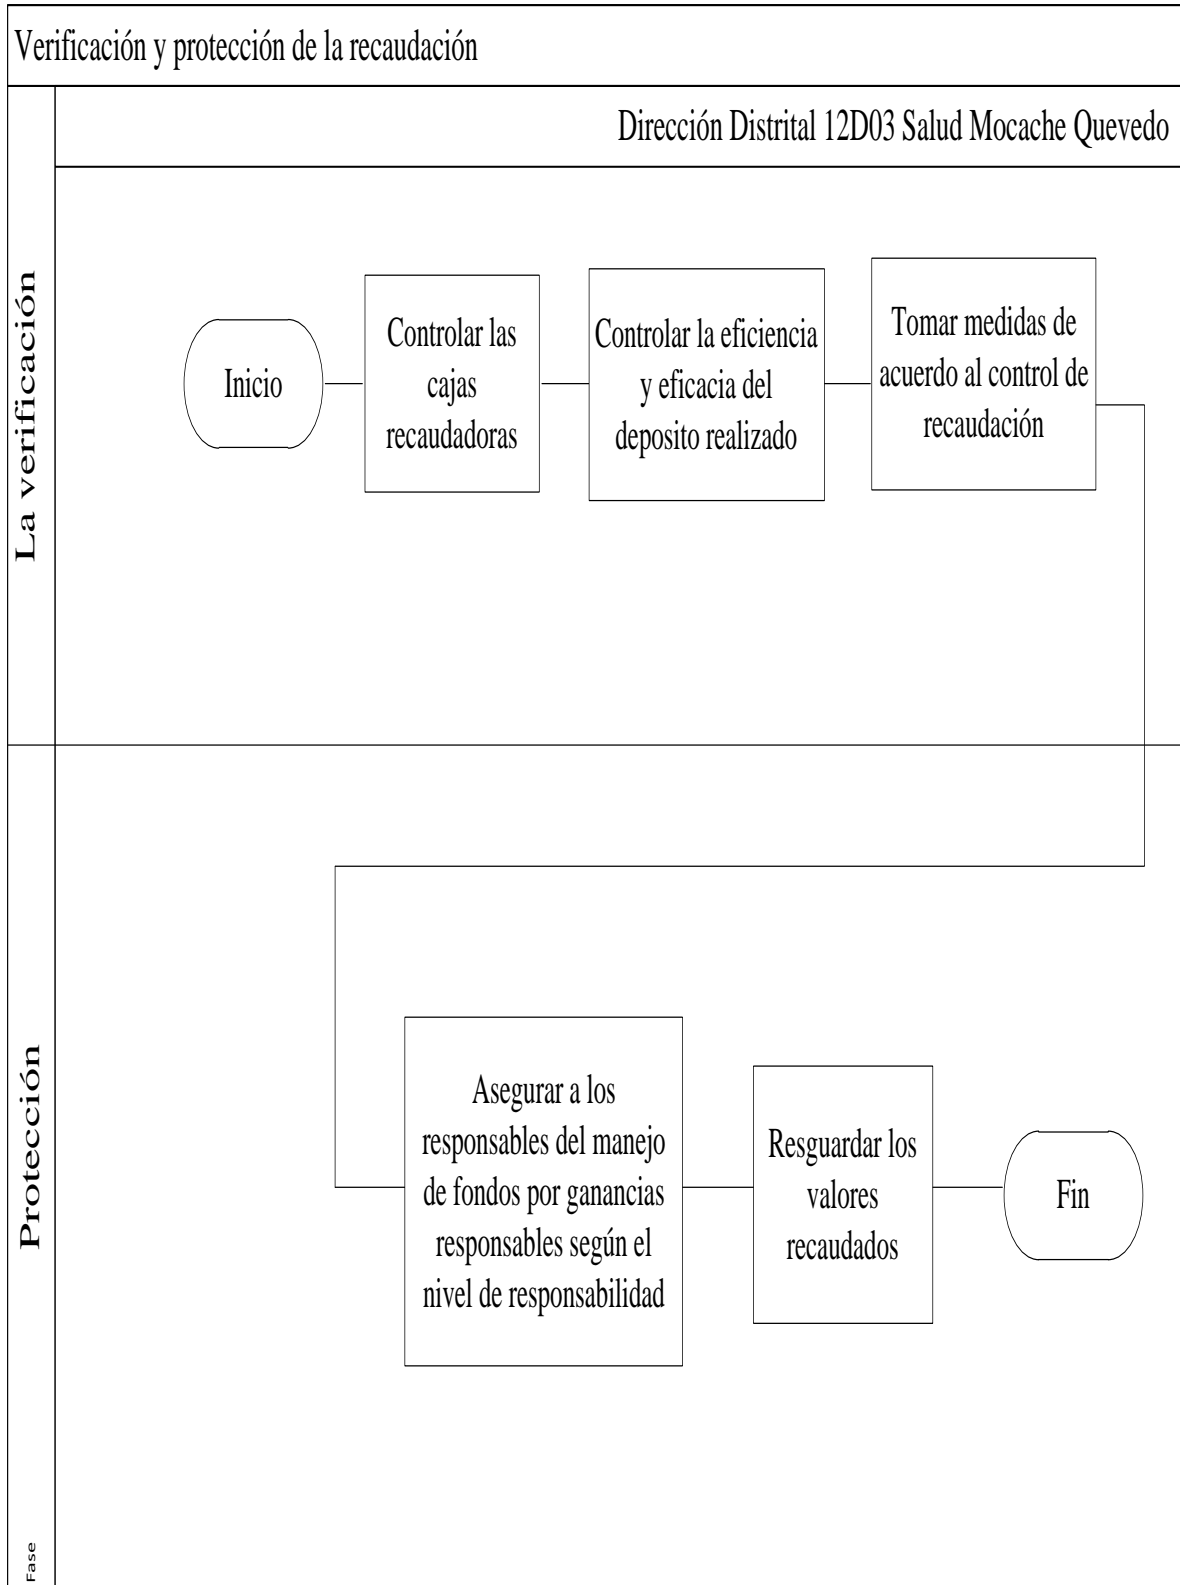 Verificación y protección de la recaudación
Dirección Distrital 12D03 Salud Mocache Quevedo
La verificación
Inicio
Controlar las
cajas
recaudadoras
Controlar la eficiencia
y eficacia del
deposito realizado
Tomar medidas de
acuerdo al control de
recaudación
Protección
Asegurar a los
responsables del manejo
de fondos por ganancias
responsables según el
nivel de responsabilidad
Resguardar los
valores
recaudados
Fin
Fase